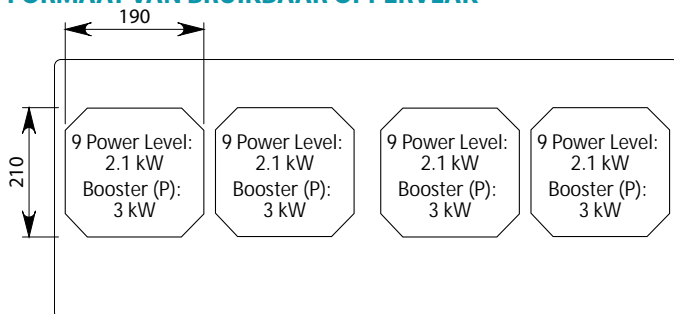 FORMAAT VAN BRUIKBAAR OPPERVLAK
190
210
9 Power Level:
2.1 kW
Booster (P):
3 kW
9 Power Level:
2.1 kW
Booster (P):
3 kW
9 Power Level:
2.1 kW
Booster (P):
3 kW
9 Power Level:
2.1 kW
Booster (P):
3 kW